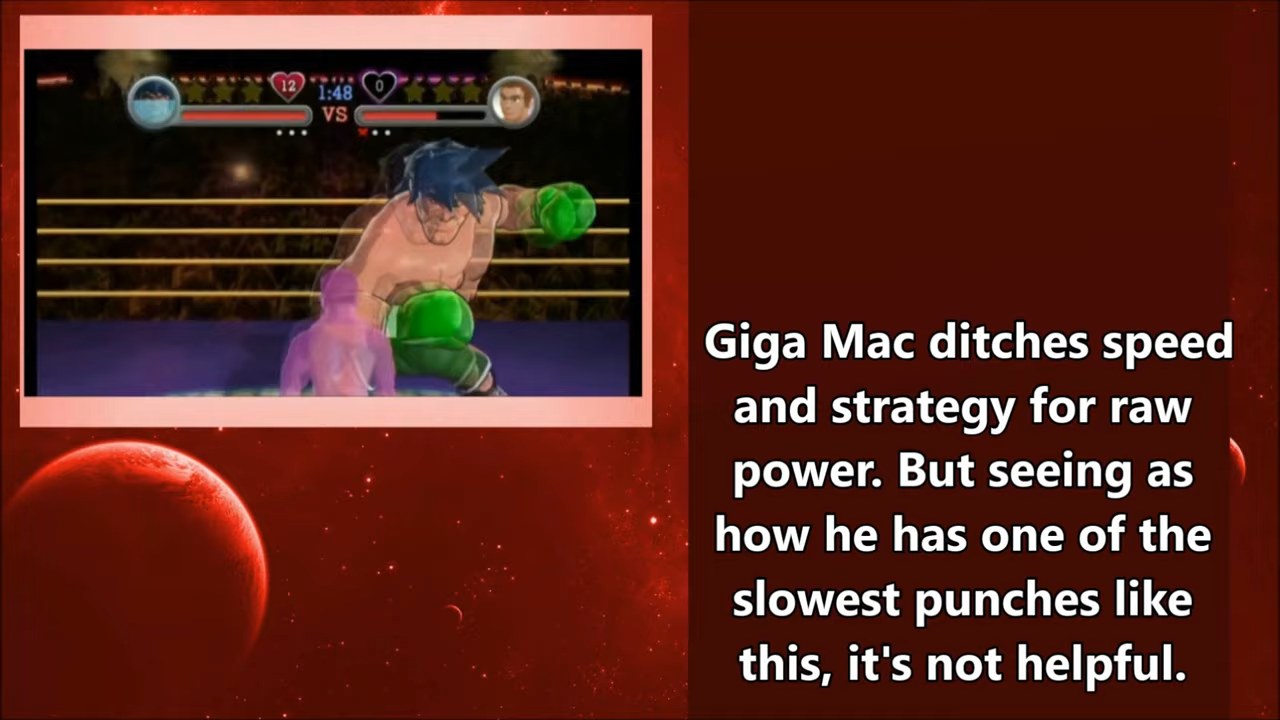 12 1:48 0
VS
Giga Mac ditches speed
and strategy for raw
power. But seeing as
how he has one of the
slowest punches like
this, it's not helpful.